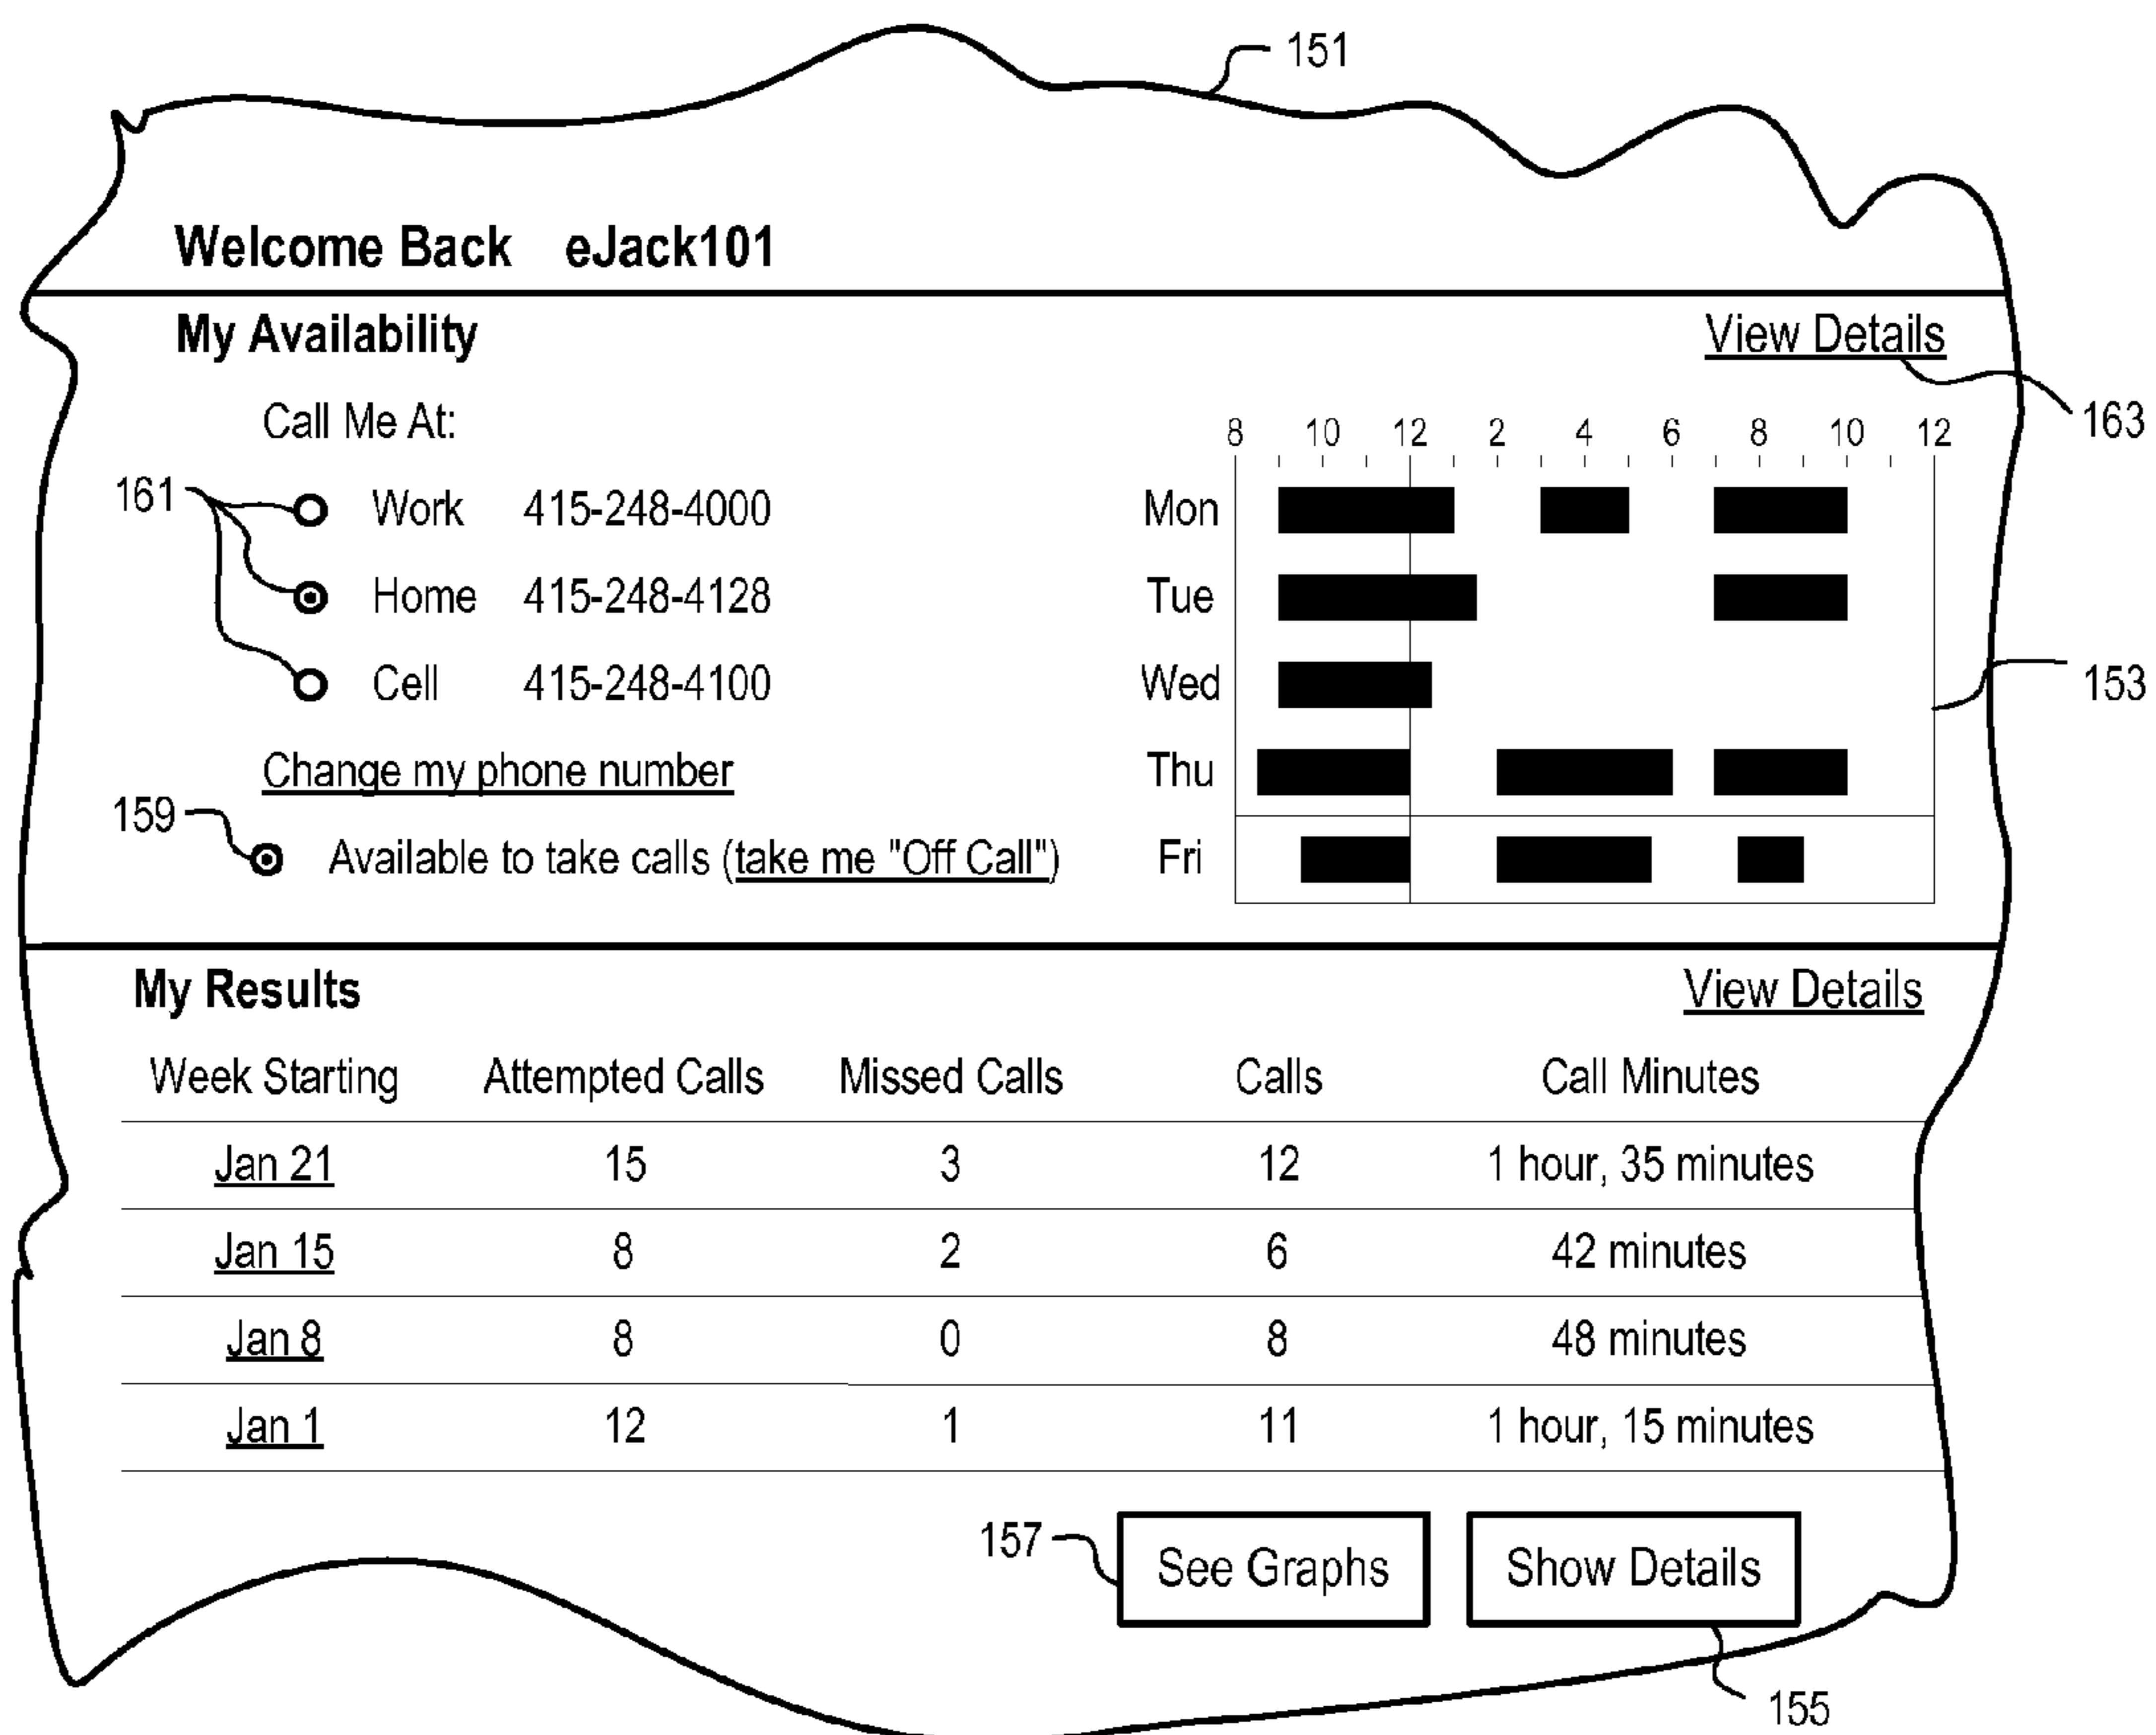 151
Welcome Back eJack101
My Availability View Details
163
Call Me At:
8 10 12 2 4 6 8 10 12
161 Work 415-248-4000 Mon
Home 415-248-4128 Tue
Cell 415-248-4100 Wed
153
Change my phone number Thu
159
Available to take calls (take me "Off Call") Fri
My Results View Details
Week Starting Attempted Calls Missed Calls Calls Call Minutes
Jan 21 15 3 12 1 hour, 35 minutes
Jan 15 8 2 6 42 minutes
Jan 8 8 0 8 48 minutes
Jan 1 12 1 11 1 hour, 15 minutes
157 See Graphs Show Details
155